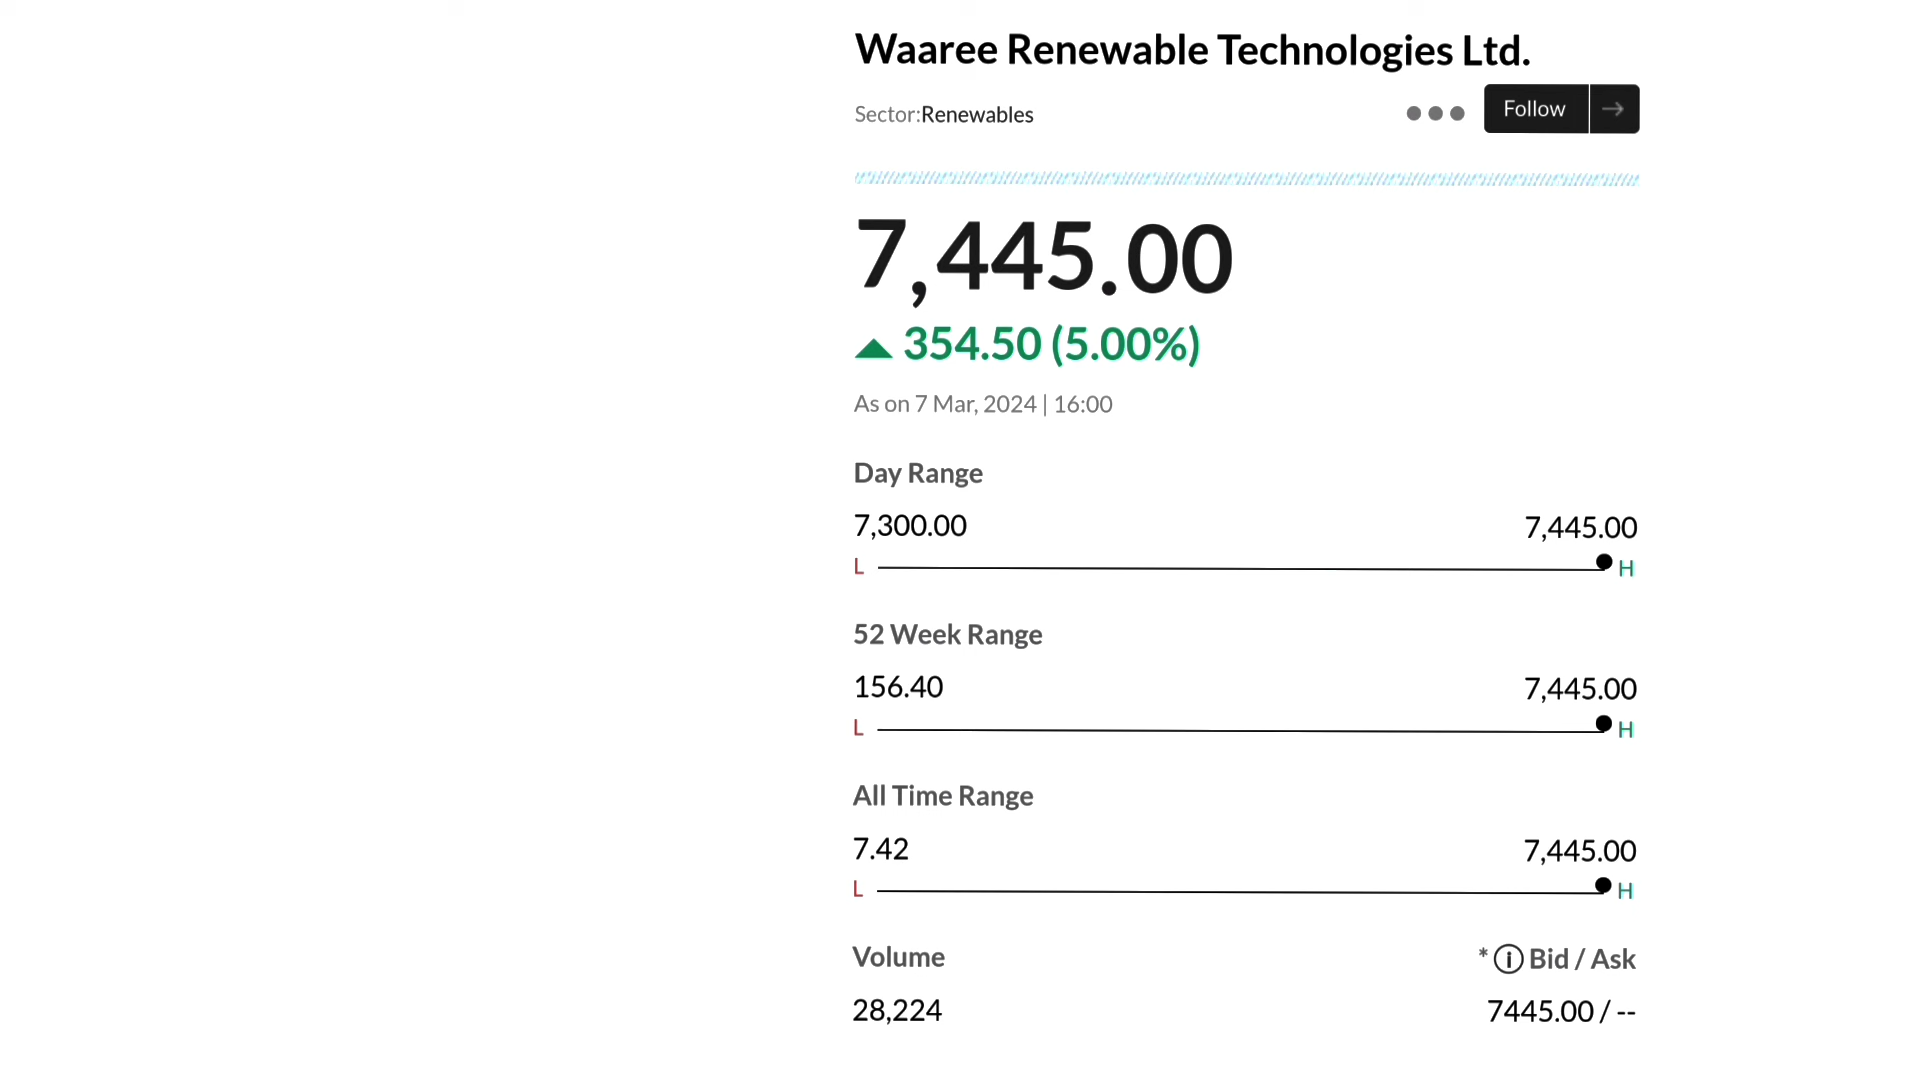 Waaree Renewable Technologies Ltd.
Sector:Renewables
Follow
7,445.00
354.50 (5.00%)
As on 7 Mar, 2024 | 16:00
Day Range
7,300.00 7,445.00
L H
52 Week Range
156.40 7,445.00
L H
All Time Range
7.42 7,445.00
L H
Volume * i Bid / Ask
28,224 7445.00 / --